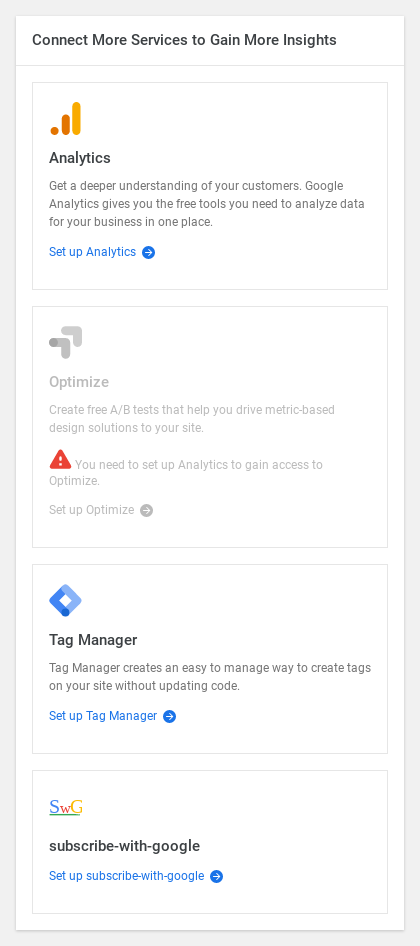 Connect More Services to Gain More Insights
Analytics
Get a deeper understanding of your customers. Google
Analytics gives you the free tools you need to analyze data
for your business in one place.
Set up Analytics
Optimize
Create free A/B tests that help you drive metric-based
design solutions to your site.
You need to set up Analytics to gain access to
Optimize.
Set up Optimize
Tag Manager
Tag Manager creates an easy to manage way to create tags
on your site without updating code.
Set up Tag Manager
SwG
subscribe-with-google
Set up subscribe-with-google